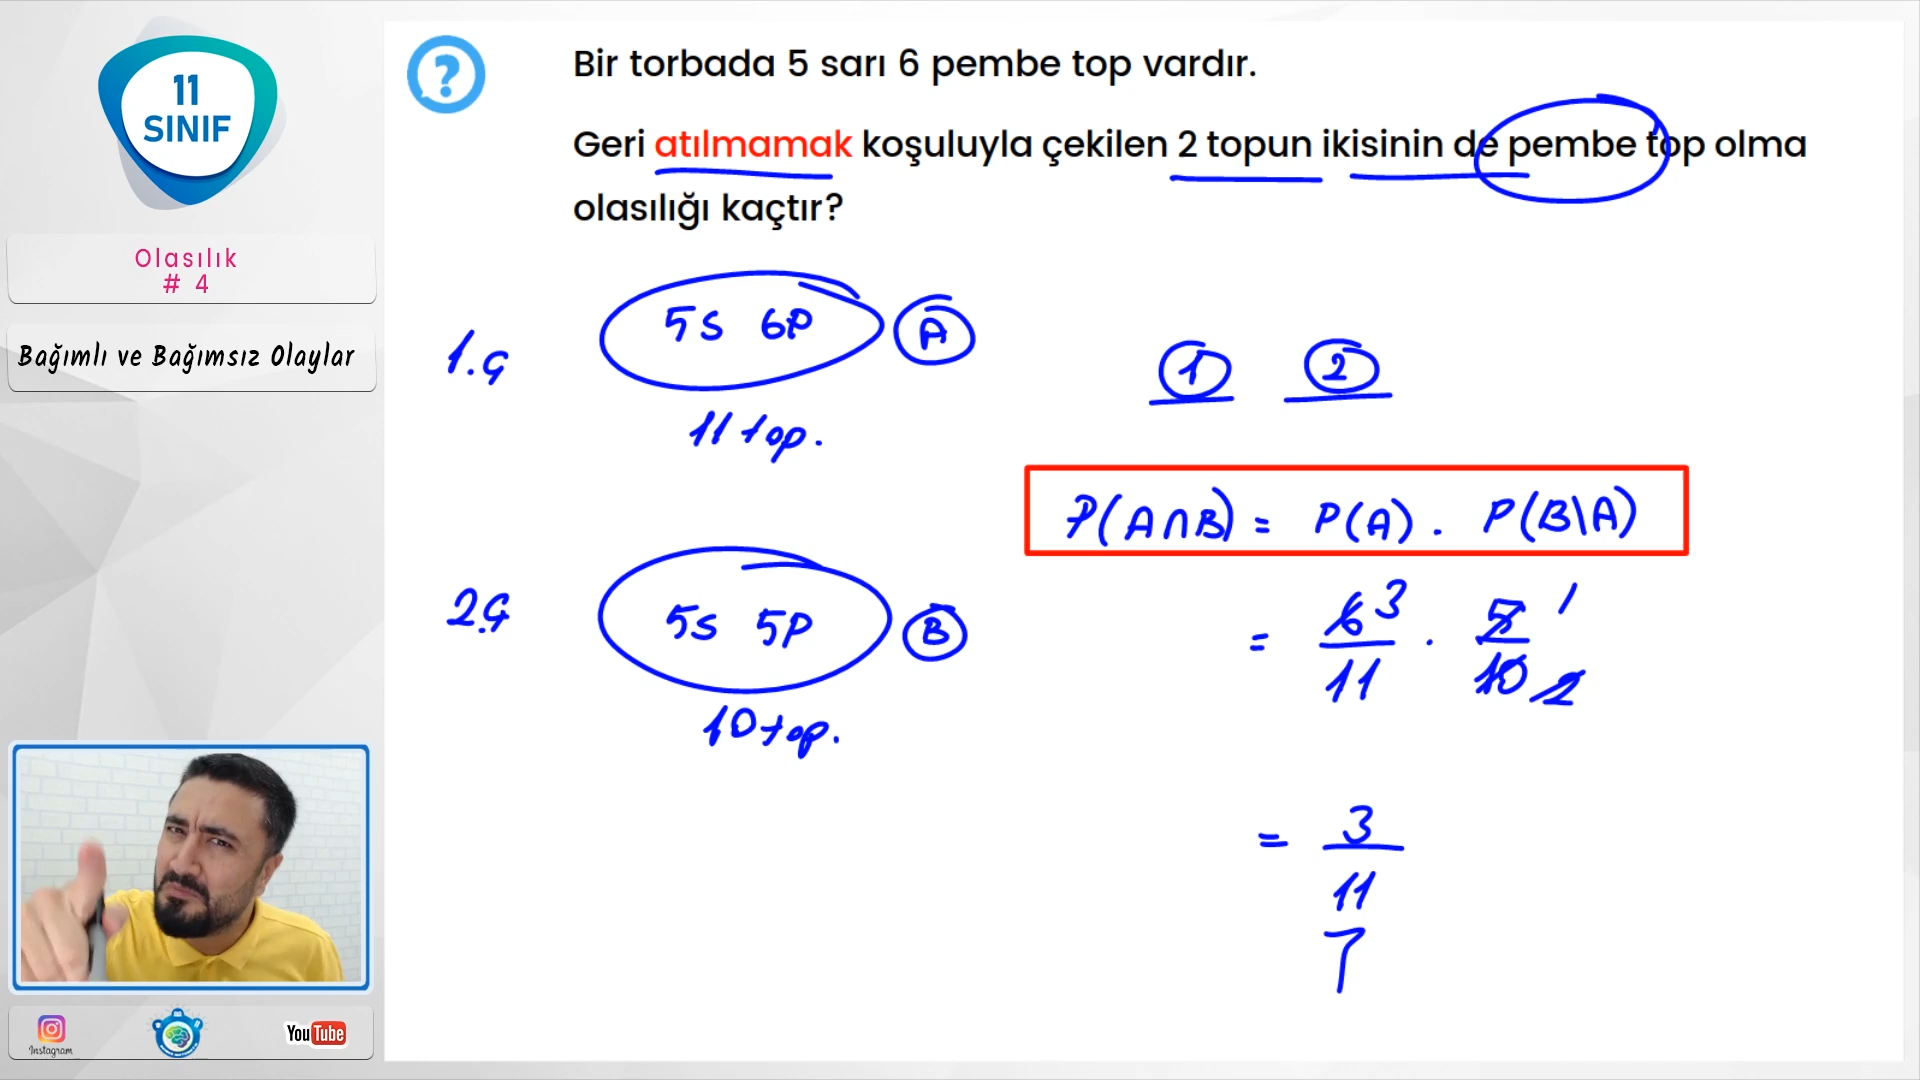 11
SINIF
Olasılık
# 4
Bağımlı ve Bağımsız Olaylar
Instagram
YouTube
?
Bir torbada 5 sarı 6 pembe top vardır.
Geri atılmamak koşuluyla çekilen 2 topun ikisinin de pembe top olma
olasılığı kaçtır?
1.Ç
5S 6P
A
11 top.
2.Ç
5S 5P
B
10 top.
1 2
P(A∩B) = P(A) . P(B\A)
= 6 3 / 11 . 5 1 / 10 2
= 3 / 11